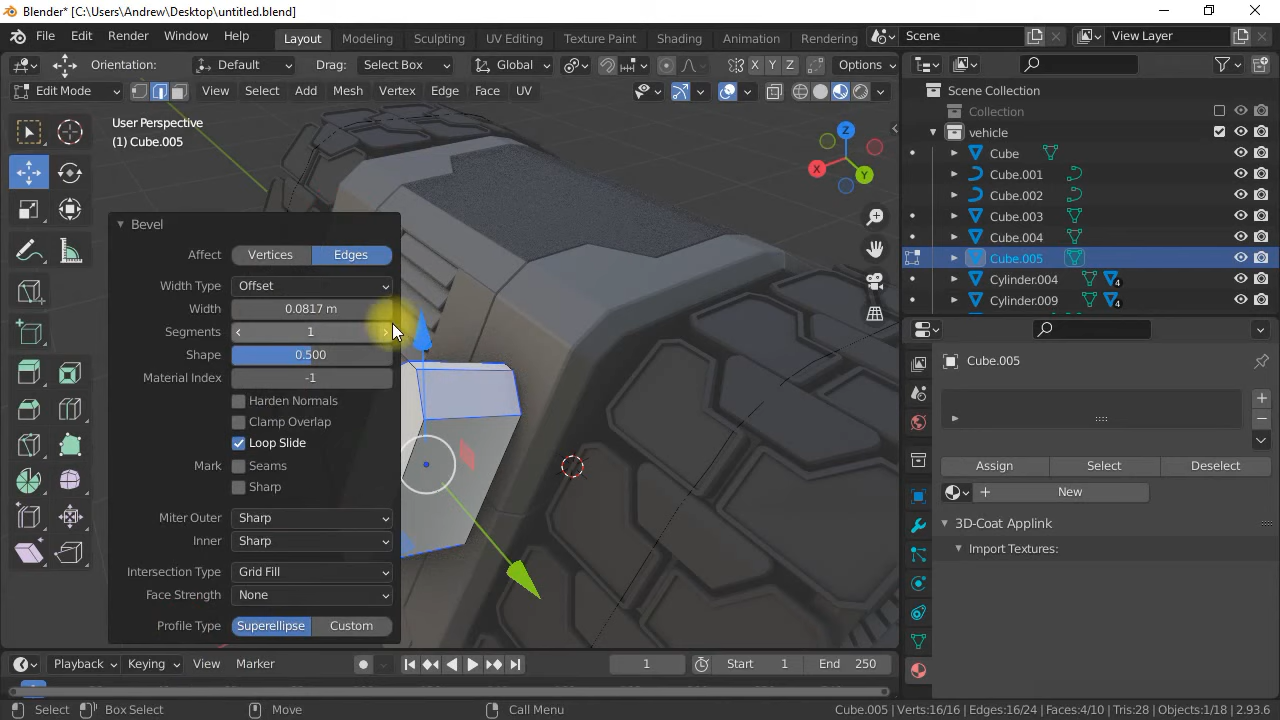 Blender* [C:\Users\Andrew\Desktop\untitled.blend]
File Edit Render Window Help
Layout Modeling Sculpting UV Editing Texture Paint Shading Animation Rendering
Scene
View Layer
Orientation: Default Drag: Select Box Global X Y Z Options
Edit Mode View Select Add Mesh Vertex Edge Face UV
User Perspective
(1) Cube.005
Z
X
Y
Bevel
Affect Vertices Edges
Width Type Offset
Width 0.0817 m
Segments 1
Shape 0.500
Material Index -1
Harden Normals
Clamp Overlap
Loop Slide
Mark Seams
Sharp
Miter Outer Sharp
Inner Sharp
Intersection Type Grid Fill
Face Strength None
Profile Type Superellipse Custom
Scene Collection
Collection
vehicle
Cube
Cube.001
Cube.002
Cube.003
Cube.004
Cube.005
Cylinder.004 4
Cylinder.009 4
Cube.005
Assign Select Deselect
New
3D-Coat Applink
Import Textures:
Playback Keying View Marker 1 Start 1 End 250
Select Box Select Move Call Menu
Cube.005 | Verts:16/16 | Edges:16/24 | Faces:4/10 | Tris:28 | Objects:1/18 | 2.93.6